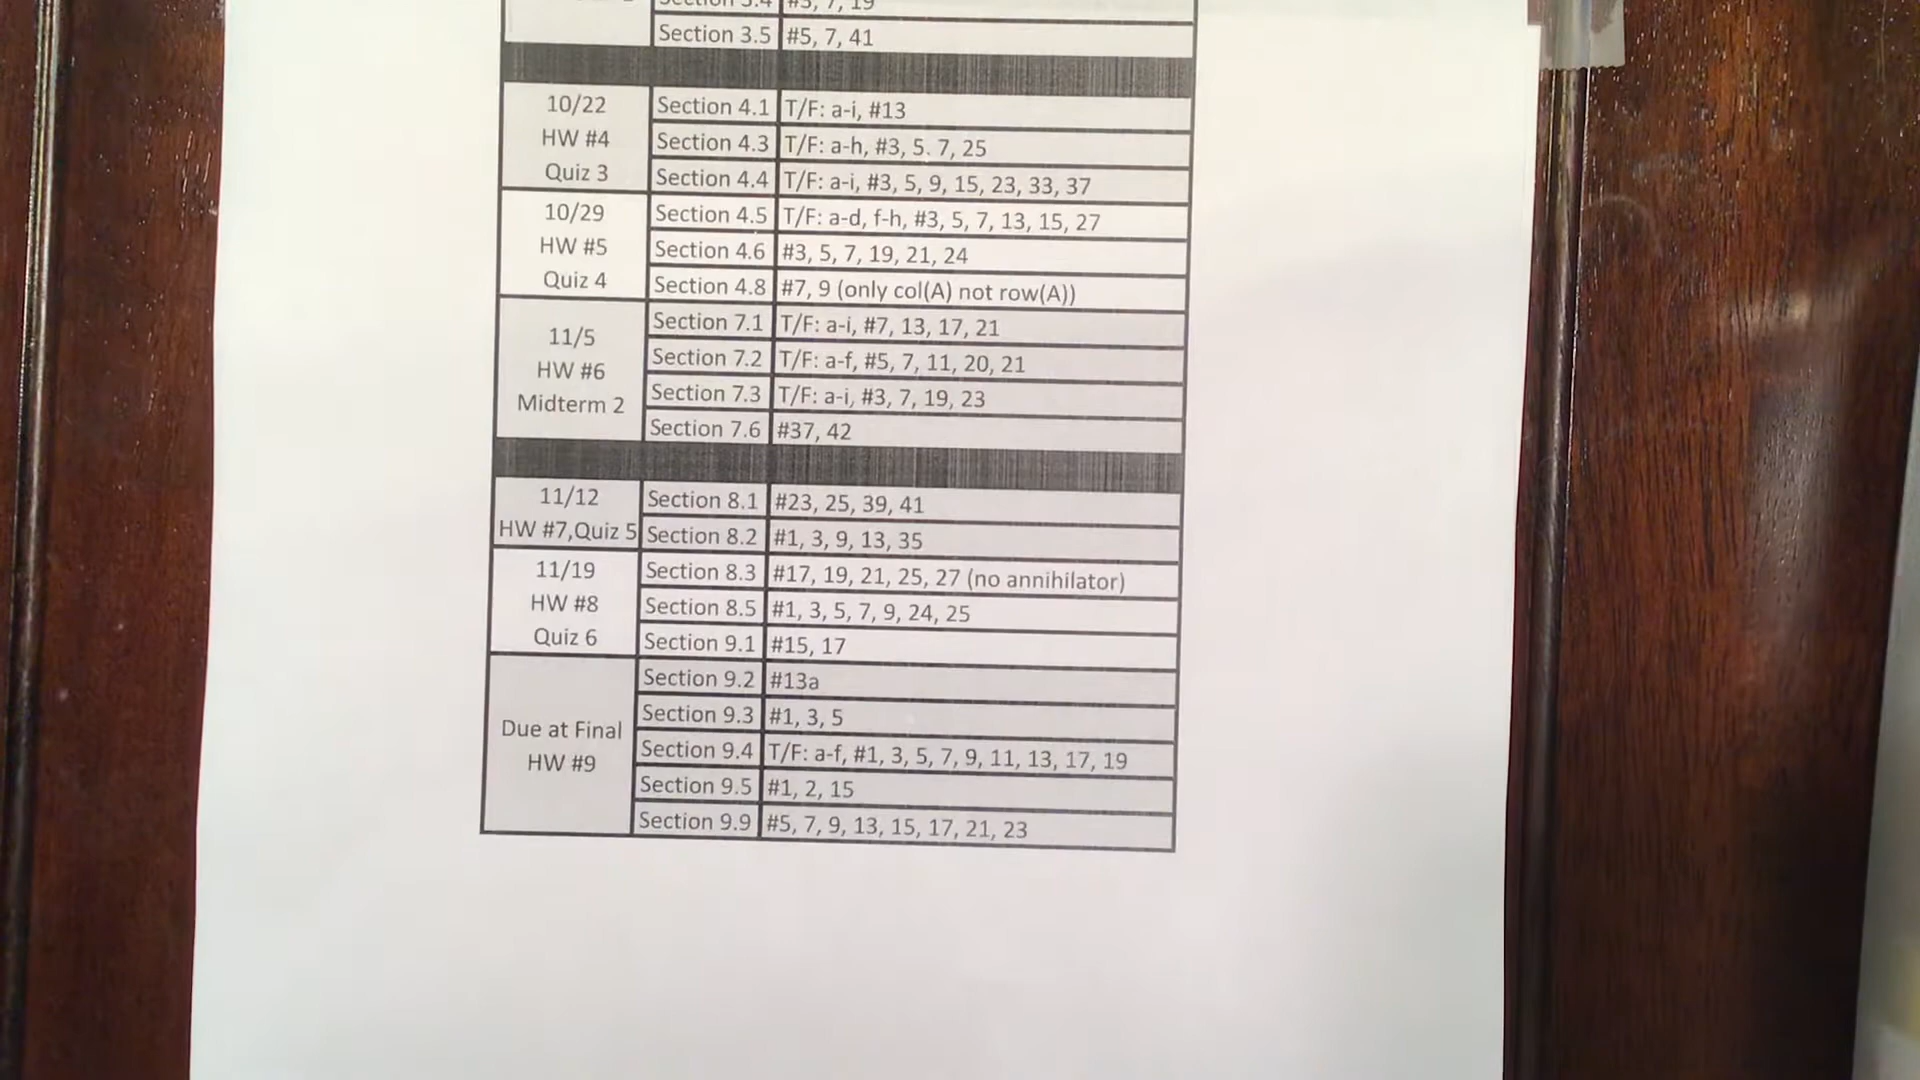 Section 3.4 #3, 7, 19
Section 3.5 #5, 7, 41
10/22
HW #4
Quiz 3
Section 4.1 T/F: a-i, #13
Section 4.3 T/F: a-h, #3, 5. 7, 25
Section 4.4 T/F: a-i, #3, 5, 9, 15, 23, 33, 37
10/29
HW #5
Quiz 4
Section 4.5 T/F: a-d, f-h, #3, 5, 7, 13, 15, 27
Section 4.6 #3, 5, 7, 19, 21, 24
Section 4.8 #7, 9 (only col(A) not row(A))
11/5
HW #6
Midterm 2
Section 7.1 T/F: a-i, #7, 13, 17, 21
Section 7.2 T/F: a-f, #5, 7, 11, 20, 21
Section 7.3 T/F: a-i, #3, 7, 19, 23
Section 7.6 #37, 42
11/12
HW #7,Quiz 5
Section 8.1 #23, 25, 39, 41
Section 8.2 #1, 3, 9, 13, 35
11/19
HW #8
Quiz 6
Section 8.3 #17, 19, 21, 25, 27 (no annihilator)
Section 8.5 #1, 3, 5, 7, 9, 24, 25
Section 9.1 #15, 17
Due at Final
HW #9
Section 9.2 #13a
Section 9.3 #1, 3, 5
Section 9.4 T/F: a-f, #1, 3, 5, 7, 9, 11, 13, 17, 19
Section 9.5 #1, 2, 15
Section 9.9 #5, 7, 9, 13, 15, 17, 21, 23